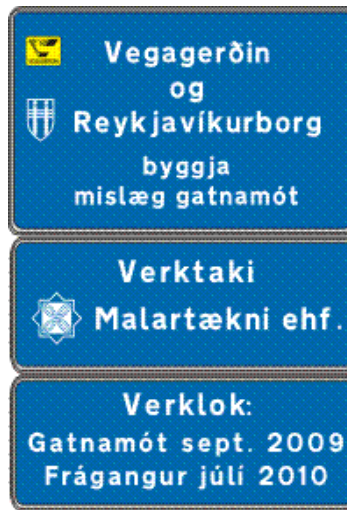 Vegagerðin
og
Reykjavíkurborg
byggja
mislæg gatnamót
Verktaki
Malartækni ehf.
Verklok:
Gatnamót sept. 2009
Frágangur júlí 2010